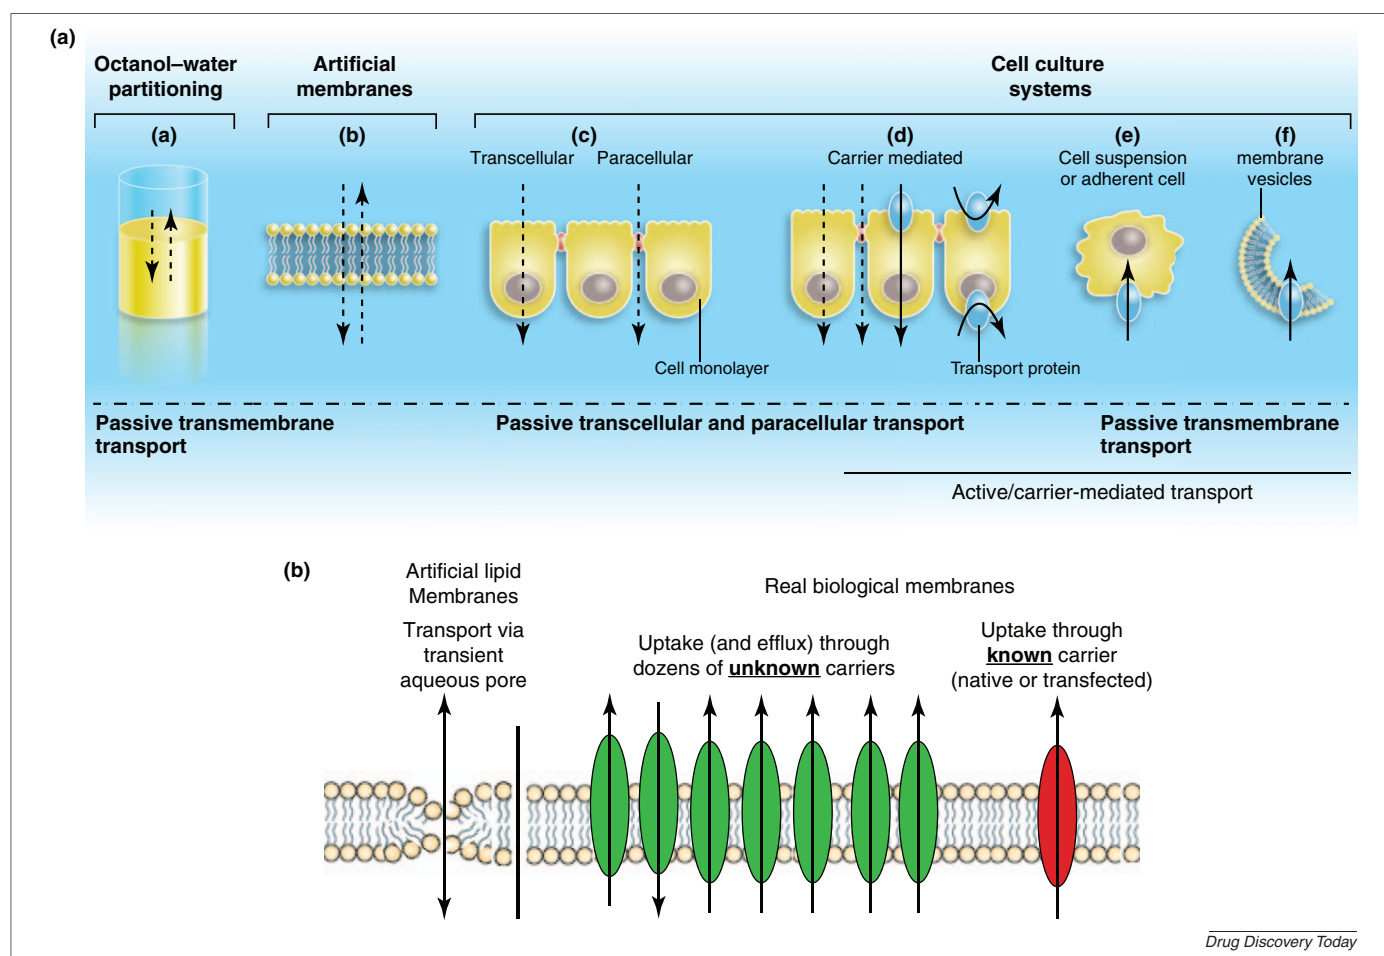 (a)
Octanol–water
partitioning
Artificial
membranes
Cell culture
systems
(a)
(b)
(c)
(d)
(e)
(f)
Transcellular
Paracellular
Carrier mediated
Cell suspension
or adherent cell
membrane
vesicles
Cell monolayer
Transport protein
Passive transmembrane
transport
Passive transcellular and paracellular transport
Passive transmembrane
transport
Active/carrier-mediated transport
(b)
Artificial lipid
Membranes
Real biological membranes
Transport via
transient
aqueous pore
Uptake (and efflux) through
dozens of unknown carriers
Uptake through
known carrier
(native or transfected)
Drug Discovery Today